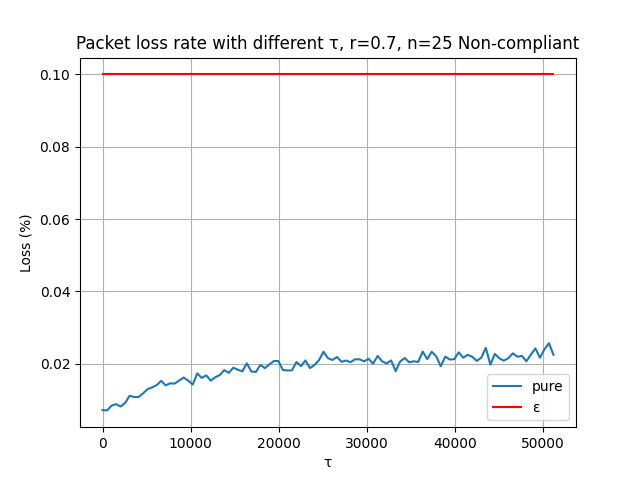 Packet loss rate with different τ, r=0.7, n=25 Non-compliant
Loss (%)
0.10
0.08
0.06
0.04
0.02
0
10000
20000
30000
40000
50000
τ
pure
ε